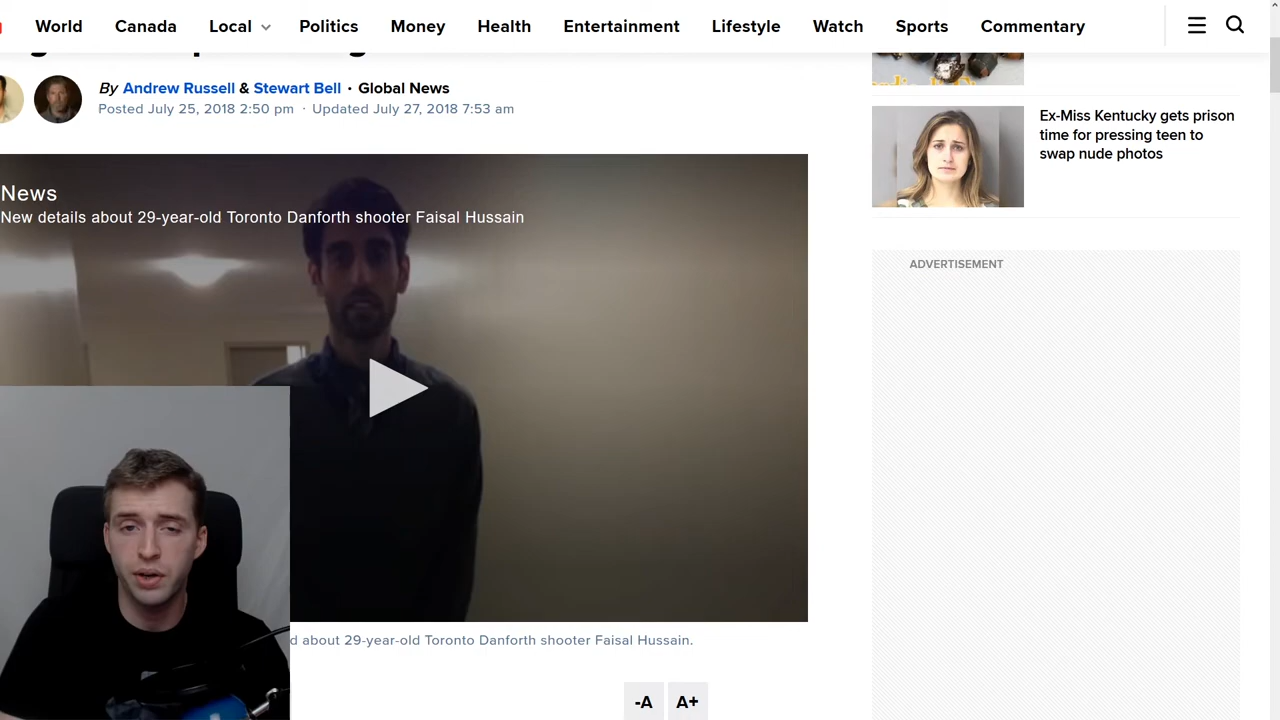 World Canada Local Politics Money Health Entertainment Lifestyle Watch Sports Commentary
By Andrew Russell & Stewart Bell • Global News
Posted July 25, 2018 2:50 pm · Updated July 27, 2018 7:53 am
News
New details about 29-year-old Toronto Danforth shooter Faisal Hussain
d about 29-year-old Toronto Danforth shooter Faisal Hussain.
-A A+
Ex-Miss Kentucky gets prison
time for pressing teen to
swap nude photos
ADVERTISEMENT